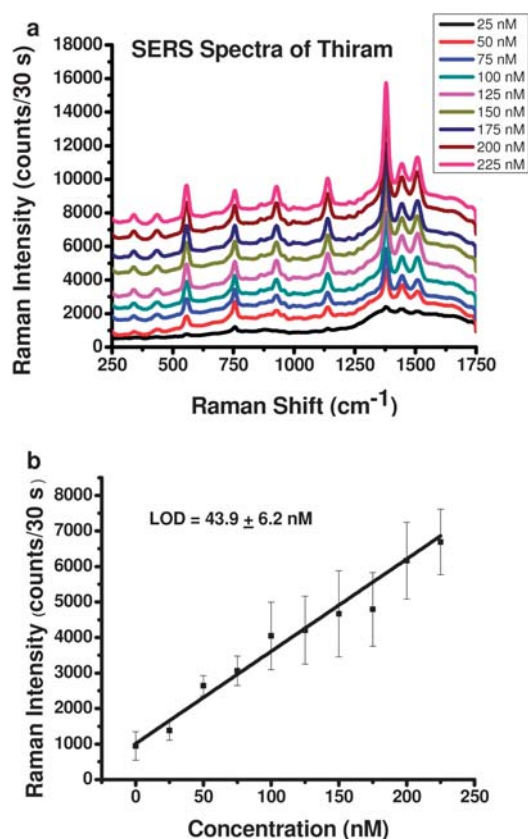 a
SERS Spectra of Thiram
Raman Intensity (counts/30 s)
18000
16000
14000
12000
10000
8000
6000
4000
2000
0
250 500 750 1000 1250 1500 1750
Raman Shift (cm-1)
25 nM
50 nM
75 nM
100 nM
125 nM
150 nM
175 nM
200 nM
225 nM
b
LOD = 43.9 ± 6.2 nM
Raman Intensity (counts/30 s)
8000
7000
6000
5000
4000
3000
2000
1000
0
0 50 100 150 200 250
Concentration (nM)